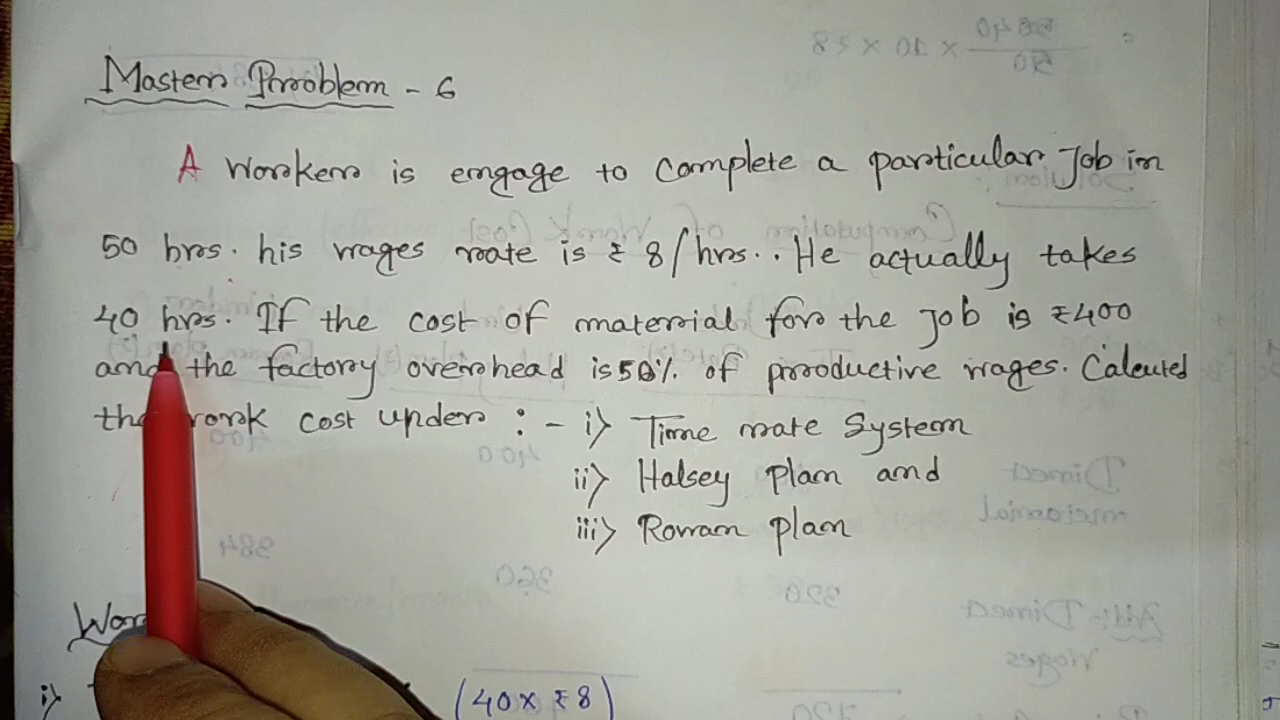 Master Problem - 6
A Worker is engage to complete a particular Job in
50 hrs. his wages rate is ₹ 8/hrs.. He actually takes
40 hrs. If the cost of material for the job is ₹400
and the factory overhead is 50% of productive wages. Calculted
the work cost under : - i) Time rate System
ii) Halsey plan and
iii) Rowan plan
i)
(40 x ₹ 8)